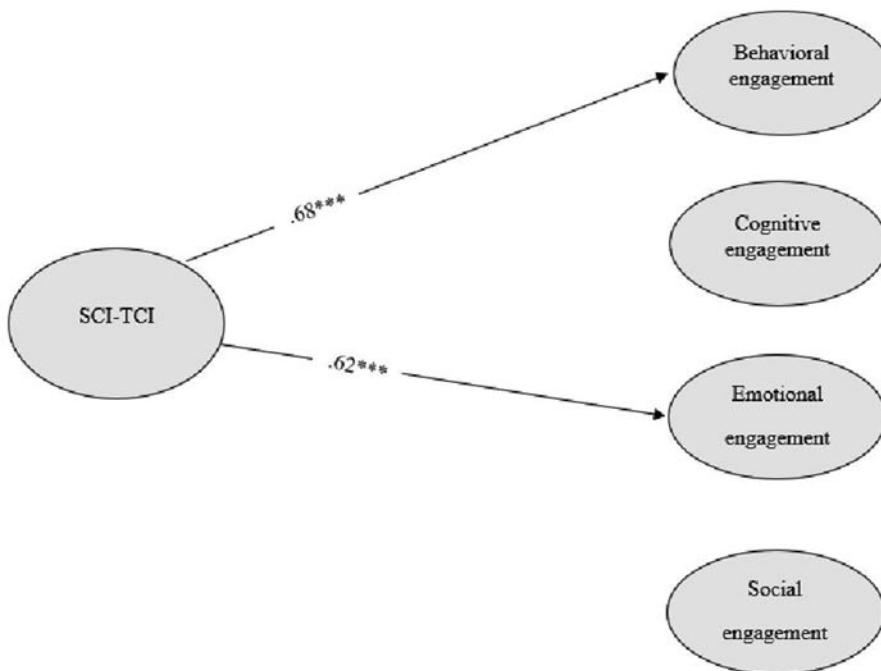 Behavioral
engagement
.68***
Cognitive
engagement
SCI-TCI
.62***
Emotional
engagement
Social
engagement